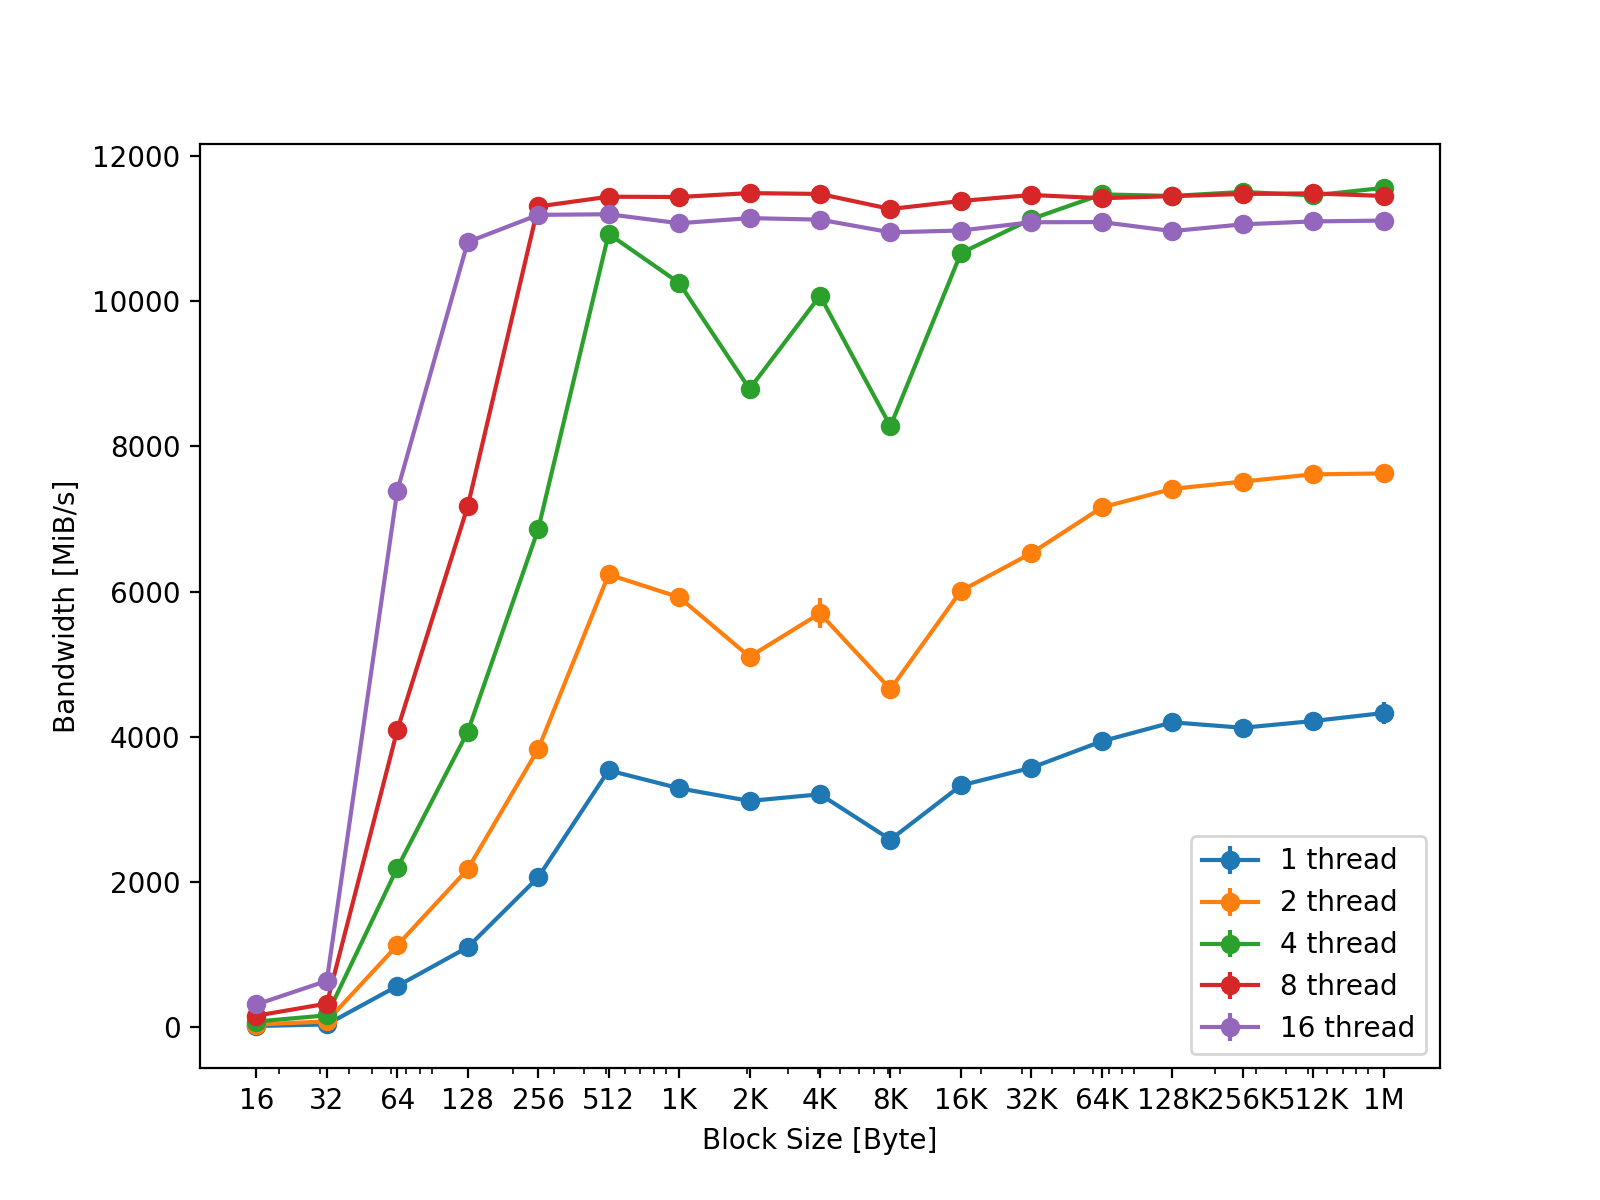 12000
10000
8000
6000
4000
2000
0
Bandwidth [MiB/s]
1 thread
2 thread
4 thread
8 thread
16 thread
16 32 64 128 256 512 1K 2K 4K 8K 16K 32K 64K 128K 256K 512K 1M
Block Size [Byte]